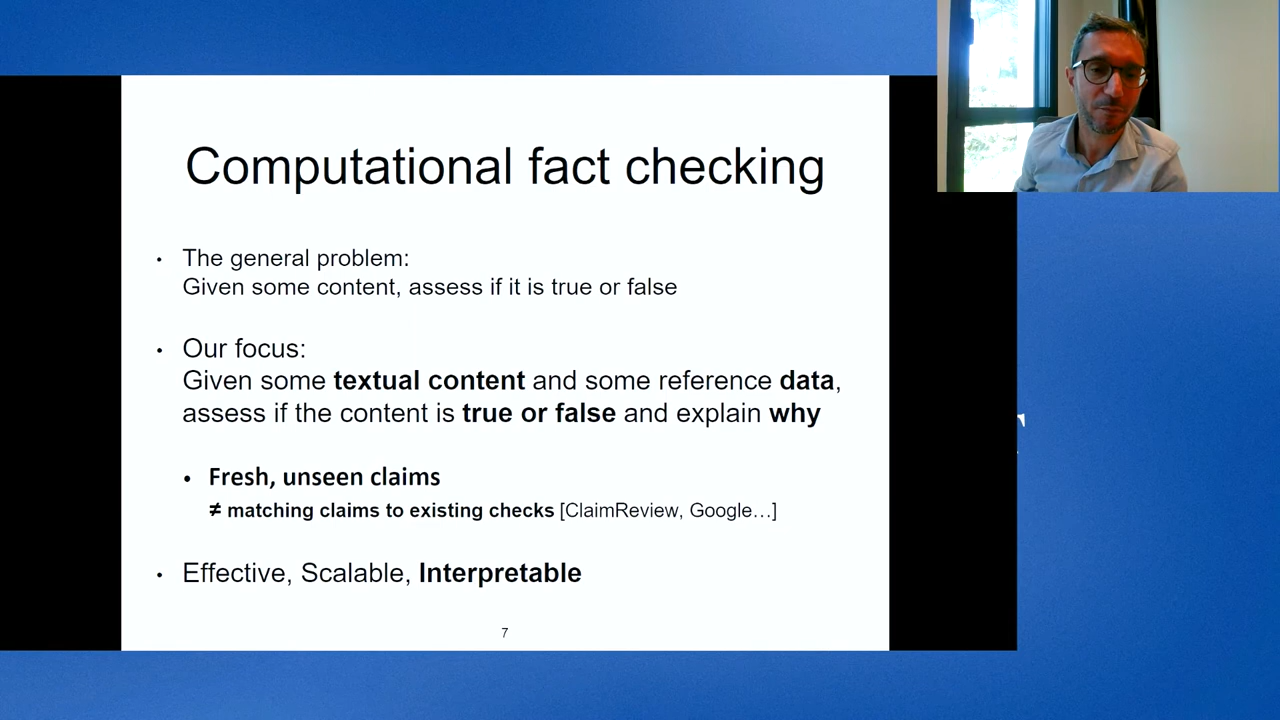 Computational fact checking
• The general problem:
Given some content, assess if it is true or false
• Our focus:
Given some textual content and some reference data,
assess if the content is true or false and explain why
• Fresh, unseen claims
≠ matching claims to existing checks [ClaimReview, Google…]
• Effective, Scalable, Interpretable
7